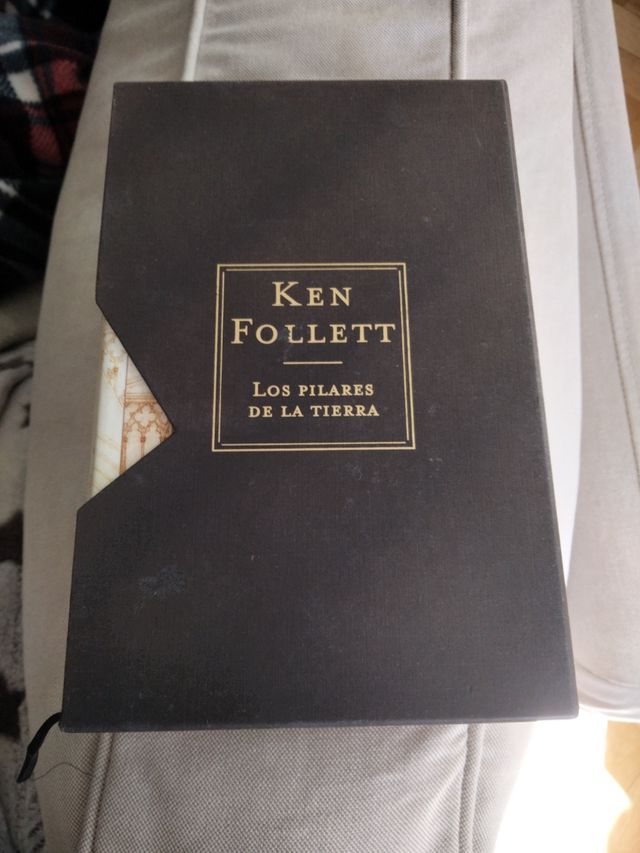 KEN
FOLLETT
LOS PILARES
DE LA TIERRA